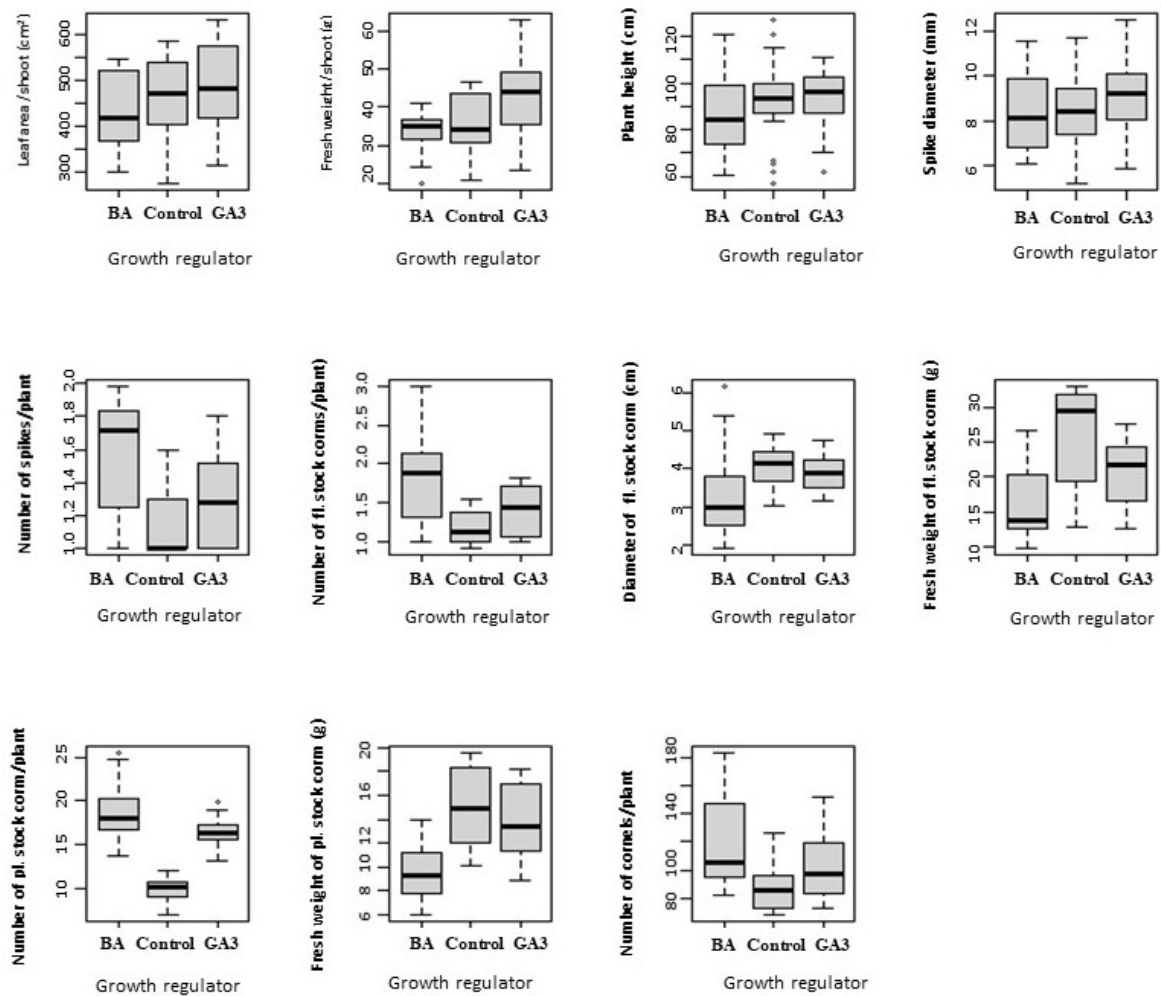 Leaf area/shoot (cm²)
600
500
400
300
BA Control GA3
Growth regulator
Fresh weight/shoot (g)
60
50
40
30
20
BA Control GA3
Growth regulator
Plant height (cm)
120
100
80
60
BA Control GA3
Growth regulator
Spike diameter (mm)
12
10
8
6
BA Control GA3
Growth regulator
Number of spikes/plant
2.0
1.8
1.6
1.4
1.2
1.0
BA Control GA3
Growth regulator
Number of fl. stock corms/plant)
3.0
2.5
2.0
1.5
1.0
BA Control GA3
Growth regulator
Diameter of fl. stock corm (cm)
6
5
4
3
2
BA Control GA3
Growth regulator
Fresh weight of fl. stock corm (g)
30
25
20
15
10
BA Control GA3
Growth regulator
Number of pl. stock corm/plant
25
20
15
10
BA Control GA3
Growth regulator
Fresh weight of pl. stock corm (g)
20
18
16
14
12
10
8
6
BA Control GA3
Growth regulator
Number of cornels/plant
180
140
100
80
BA Control GA3
Growth regulator